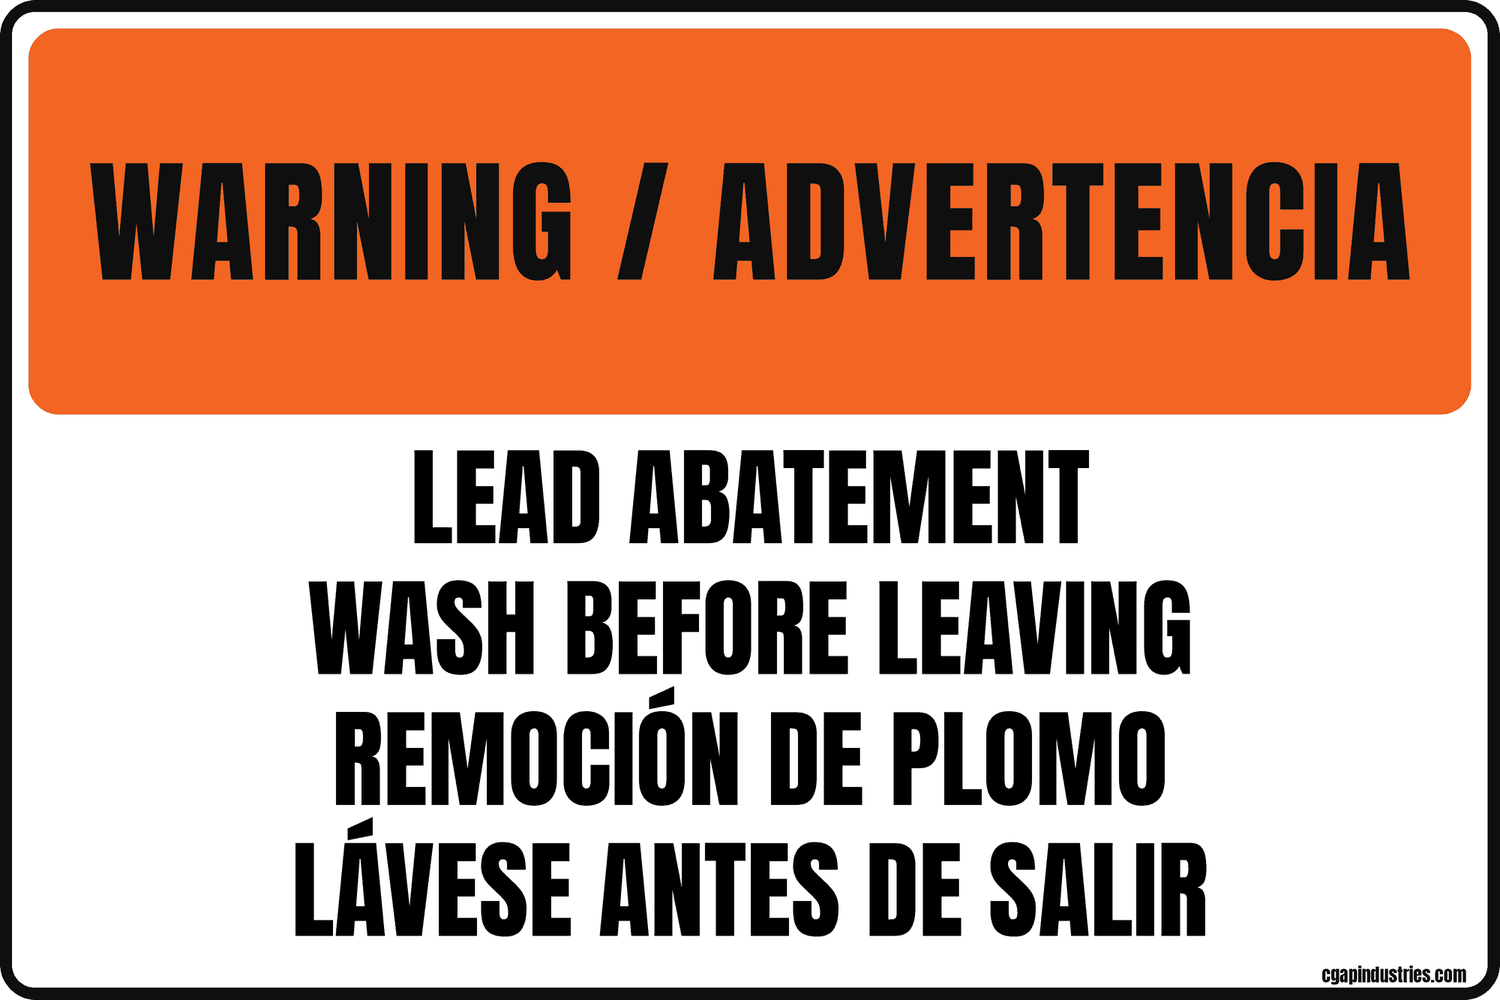 WARNING / ADVERTENCIA
LEAD ABATEMENT
WASH BEFORE LEAVING
REMOCIÓN DE PLOMO
LÁVESE ANTES DE SALIR
cgapindustries.com